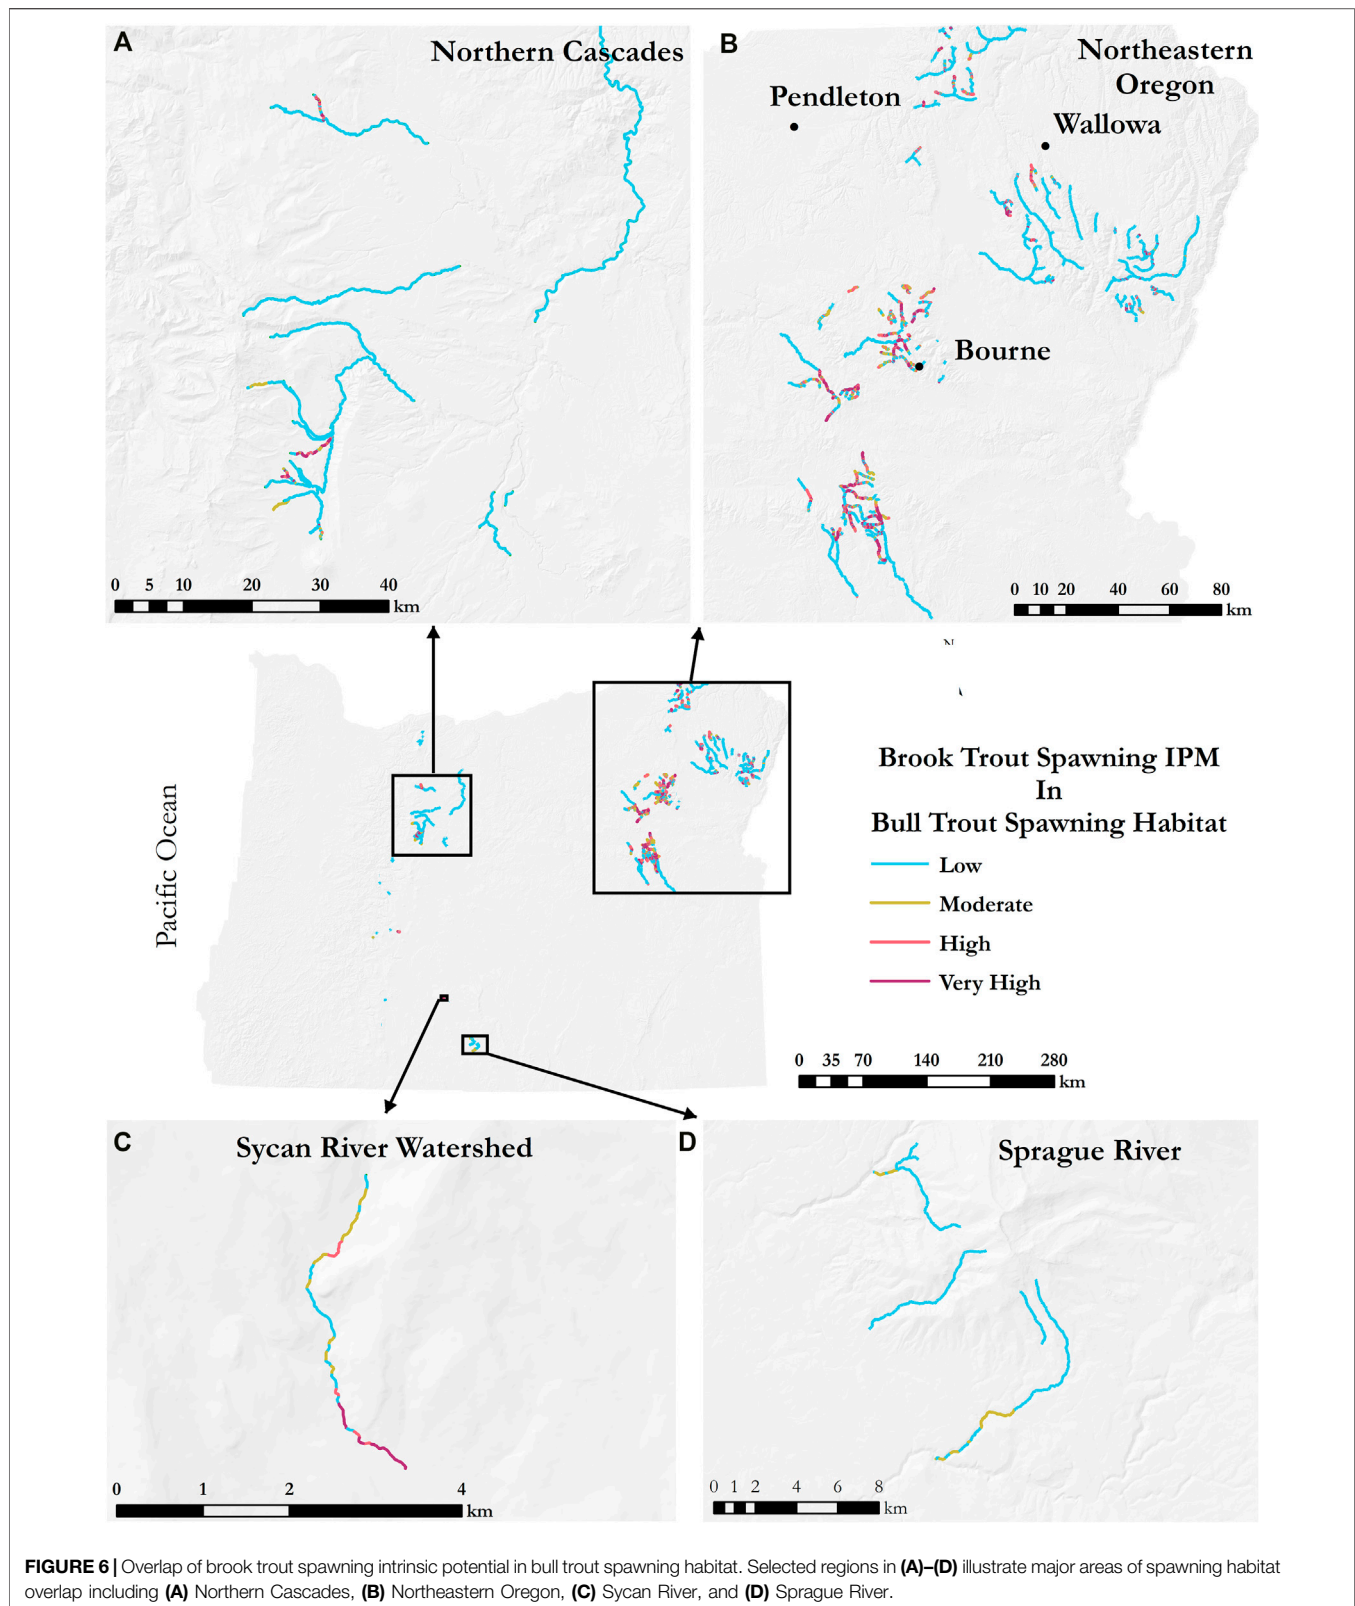 A
Northern Cascades
0 5 10 20 30 40
km
B
Northeastern
Oregon
Pendleton
Wallowa
Bourne
0 10 20 40 60 80
km
N
Pacific Ocean
Brook Trout Spawning IPM
In
Bull Trout Spawning Habitat
Low
Moderate
High
Very High
0 35 70 140 210 280
km
C
Sycan River Watershed
0 1 2 4
km
D
Sprague River
0 1 2 4 6 8
km
FIGURE 6 | Overlap of brook trout spawning intrinsic potential in bull trout spawning habitat. Selected regions in (A)–(D) illustrate major areas of spawning habitat
overlap including (A) Northern Cascades, (B) Northeastern Oregon, (C) Sycan River, and (D) Sprague River.